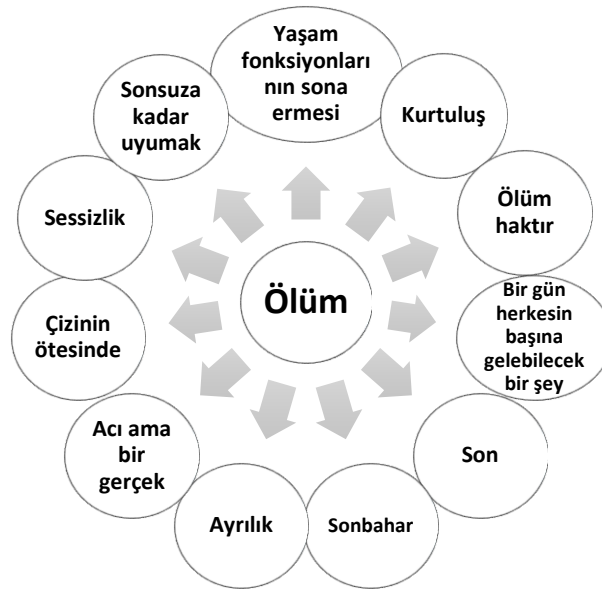 Yaşam
fonksiyonları
nın sona
ermesi
Kurtuluş
Ölüm
haktır
Bir gün
herkesin
başına
gelebilecek
bir şey
Son
Sonbahar
Ayrılık
Acı ama
bir
gerçek
Çizinin
ötesinde
Sessizlik
Sonsuza
kadar
uyumak
Ölüm